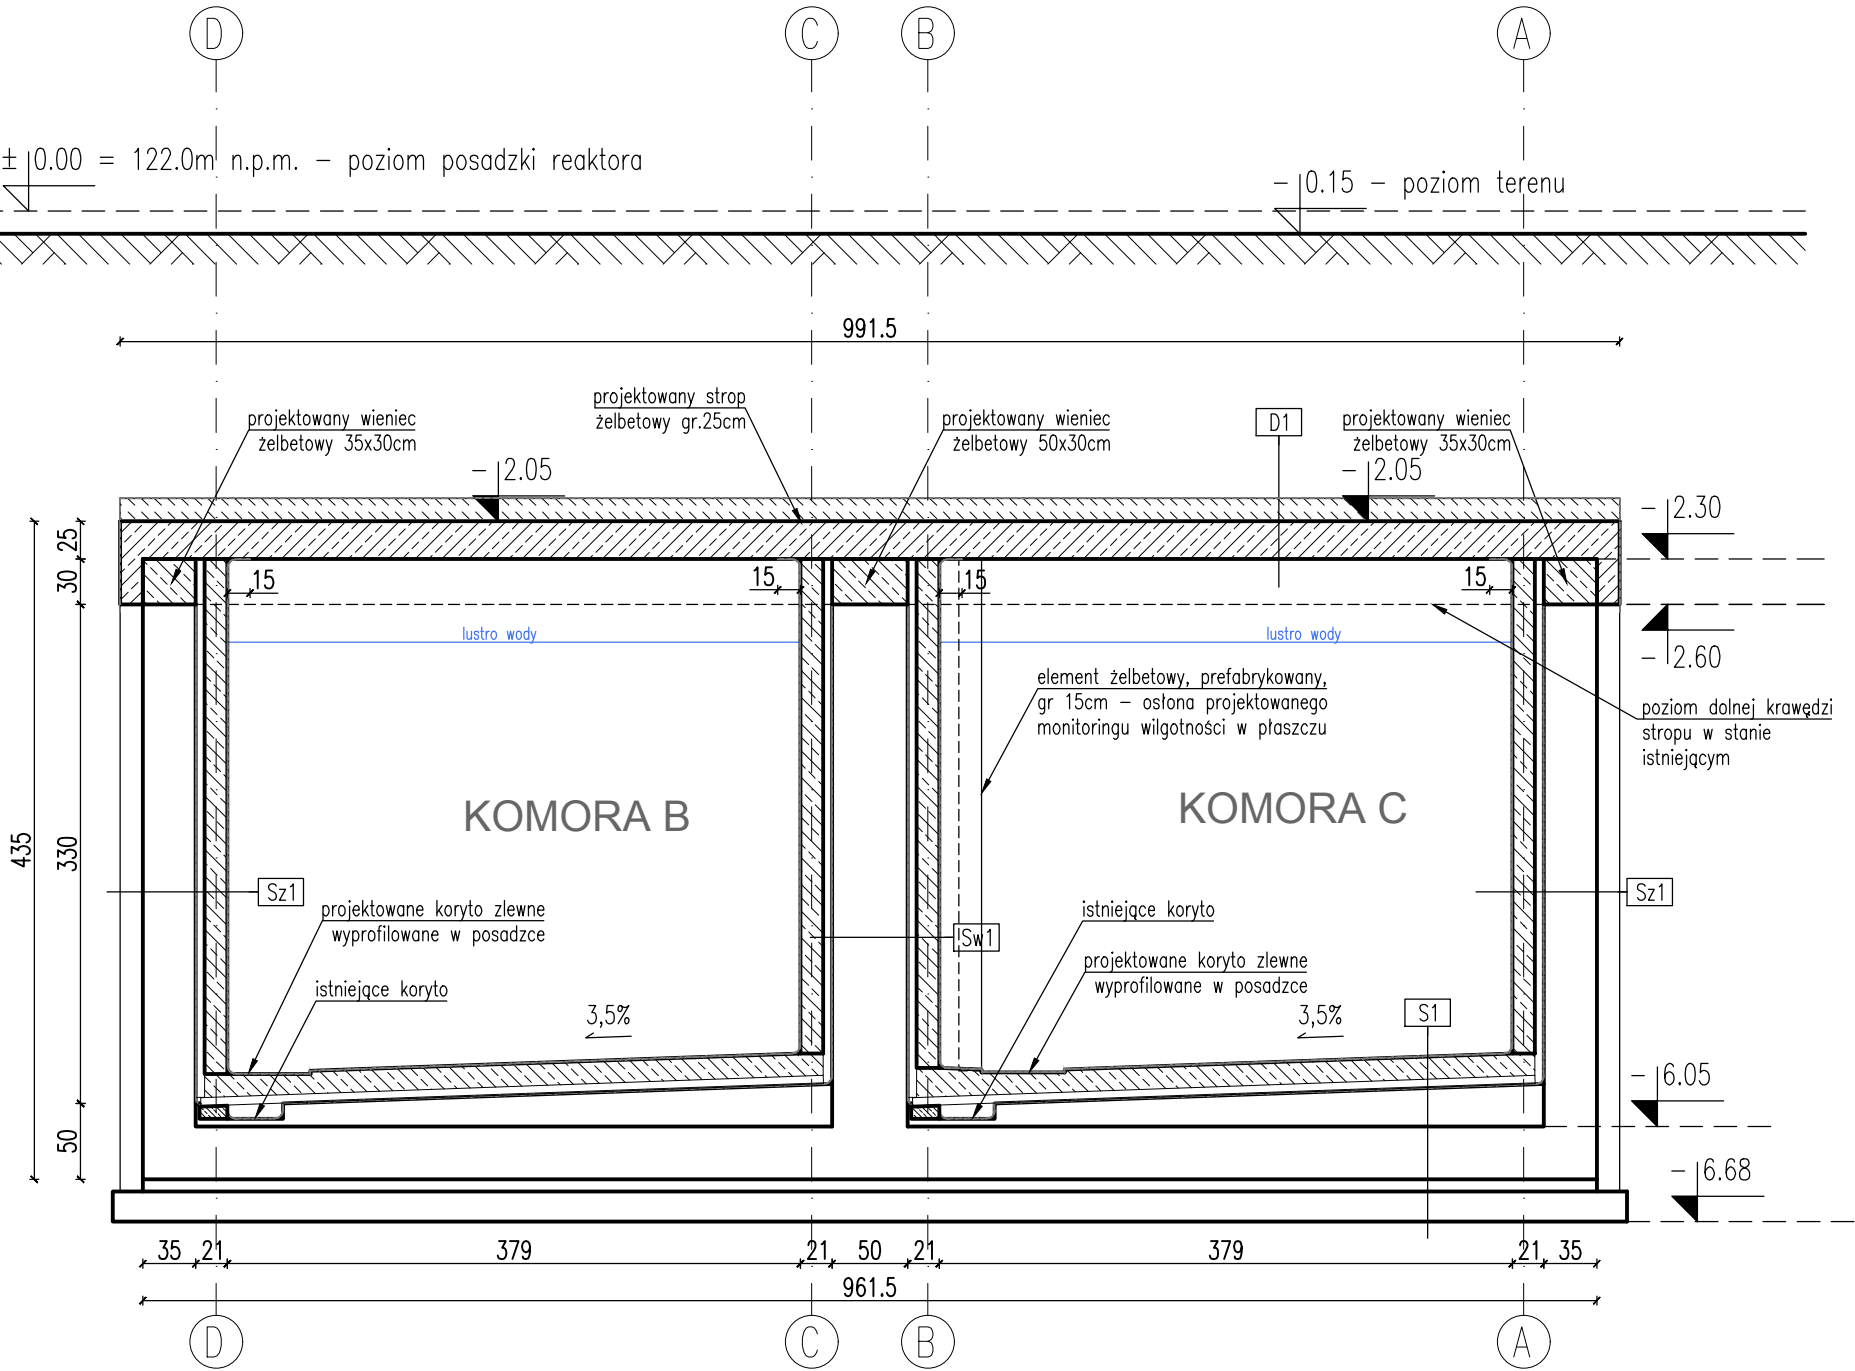 D
C
B
A
± 0.00 = 122.0m n.p.m. – poziom posadzki reaktora
– 0.15 – poziom terenu
991.5
projektowany wieniec
żelbetowy 35x30cm
projektowany strop
żelbetowy gr.25cm
projektowany wieniec
żelbetowy 50x30cm
D1
projektowany wieniec
żelbetowy 35x30cm
– 2.05
– 2.05
– 2.30
25
30
15
15
15
15
lustro wody
lustro wody
– 2.60
element żelbetowy, prefabrykowany,
gr 15cm – osłona projektowanego
monitoringu wilgotności w płaszczu
poziom dolnej krawędzi
stropu w stanie
istniejącym
KOMORA B
KOMORA C
435
330
Sz1
Sz1
projektowane koryto zlewne
wyprofilowane w posadzce
istniejące koryto
Sw1
projektowane koryto zlewne
wyprofilowane w posadzce
istniejące koryto
3,5%
3,5%
S1
– 6.05
50
– 6.68
35
21
379
21
50
21
379
21
35
961.5
D
C
B
A